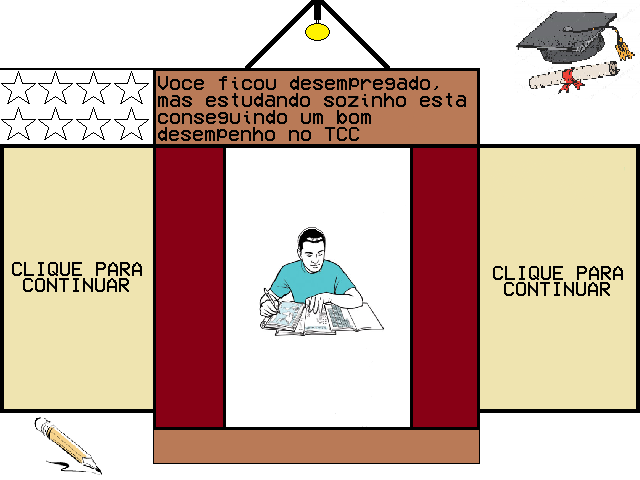 Voce ficou desempregado,
mas estudando sozinho esta
conseguindo um bom
desempenho no TCC
CLIQUE PARA
CONTINUAR
CLIQUE PARA
CONTINUAR